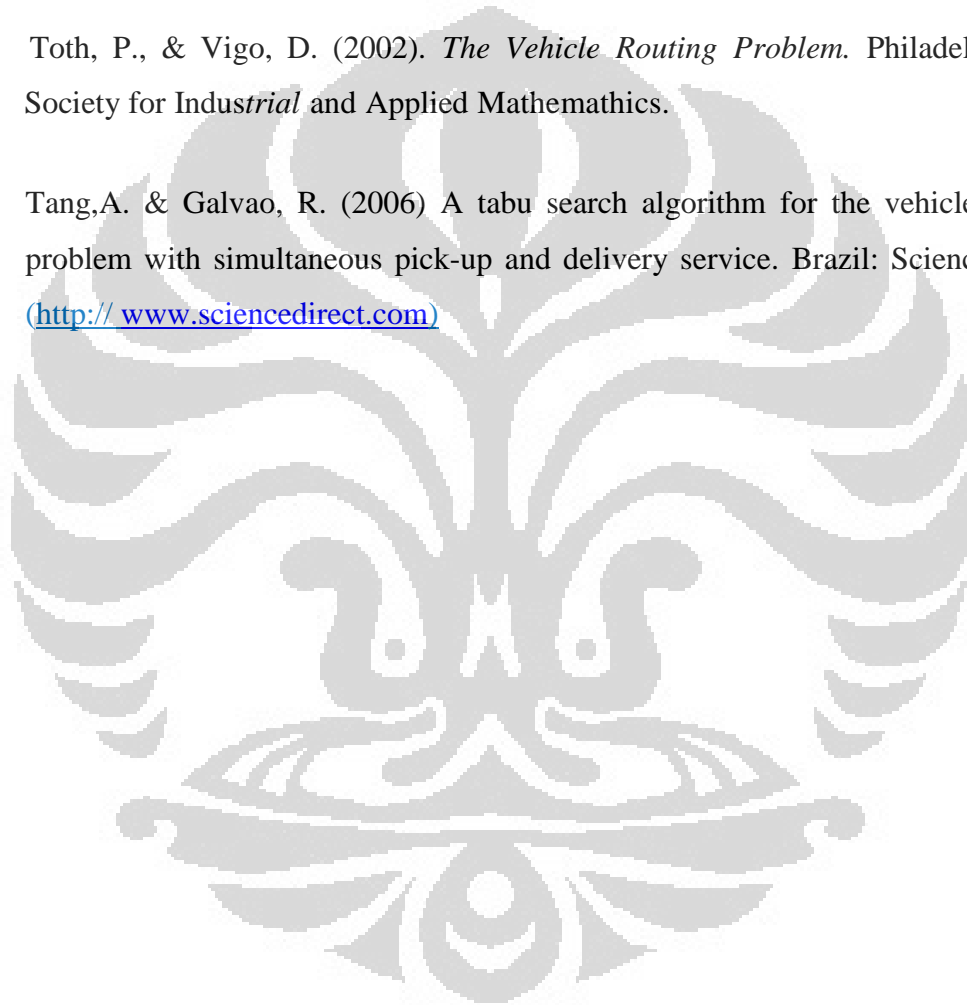 Toth, P., & Vigo, D. (2002). The Vehicle Routing Problem. Philadel
Society for Industrial and Applied Mathemathics.
Tang,A. & Galvao, R. (2006) A tabu search algorithm for the vehicle
problem with simultaneous pick-up and delivery service. Brazil: Scienc
(http:// www.sciencedirect.com)